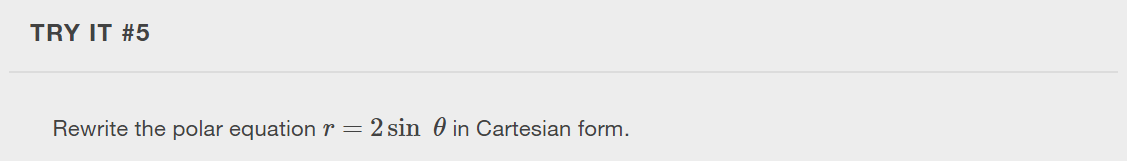 TRY IT #5
Rewrite the polar equation r = 2 sin θ in Cartesian form.